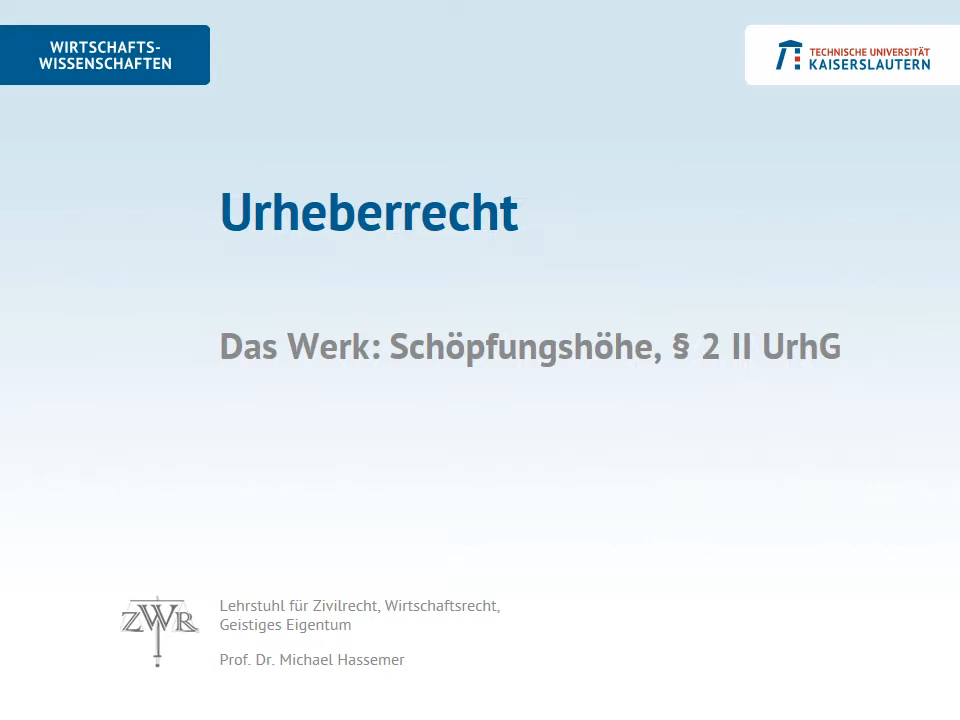 WIRTSCHAFTS-
WISSENSCHAFTEN
TECHNISCHE UNIVERSITÄT
KAISERSLAUTERN
Urheberrecht
Das Werk: Schöpfungshöhe, § 2 II UrhG
ZWR
Lehrstuhl für Zivilrecht, Wirtschaftsrecht,
Geistiges Eigentum
Prof. Dr. Michael Hassemer